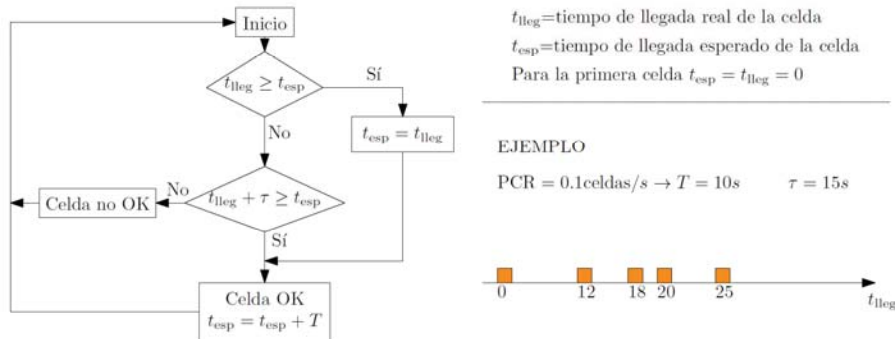 Inicio
t_lleg ≥ t_esp
Sí
No
t_esp = t_lleg
t_lleg + τ ≥ t_esp
No
Celda no OK
Sí
Celda OK
t_esp = t_esp + T
t_lleg=tiempo de llegada real de la celda
t_esp=tiempo de llegada esperado de la celda
Para la primera celda t_esp = t_lleg = 0
EJEMPLO
PCR = 0.1celdas/s → T = 10s τ = 15s
0 12 18 20 25
t_lleg